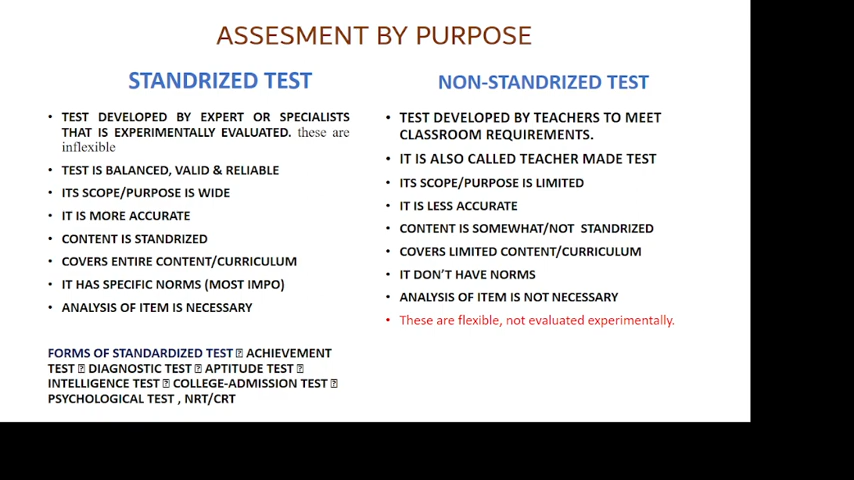 ASSESMENT BY PURPOSE
STANDRIZED TEST
• TEST DEVELOPED BY EXPERT OR SPECIALISTS
THAT IS EXPERIMENTALLY EVALUATED. these are
inflexible
• TEST IS BALANCED, VALID & RELIABLE
• ITS SCOPE/PURPOSE IS WIDE
• IT IS MORE ACCURATE
• CONTENT IS STANDRIZED
• COVERS ENTIRE CONTENT/CURRICULUM
• IT HAS SPECIFIC NORMS (MOST IMPO)
• ANALYSIS OF ITEM IS NECESSARY
FORMS OF STANDARDIZED TEST ⍰ ACHIEVEMENT
TEST ⍰ DIAGNOSTIC TEST ⍰ APTITUDE TEST ⍰
INTELLIGENCE TEST ⍰ COLLEGE-ADMISSION TEST ⍰
PSYCHOLOGICAL TEST , NRT/CRT
NON-STANDRIZED TEST
• TEST DEVELOPED BY TEACHERS TO MEET
CLASSROOM REQUIREMENTS.
• IT IS ALSO CALLED TEACHER MADE TEST
• ITS SCOPE/PURPOSE IS LIMITED
• IT IS LESS ACCURATE
• CONTENT IS SOMEWHAT/NOT STANDRIZED
• COVERS LIMITED CONTENT/CURRICULUM
• IT DON'T HAVE NORMS
• ANALYSIS OF ITEM IS NOT NECESSARY
• These are flexible, not evaluated experimentally.